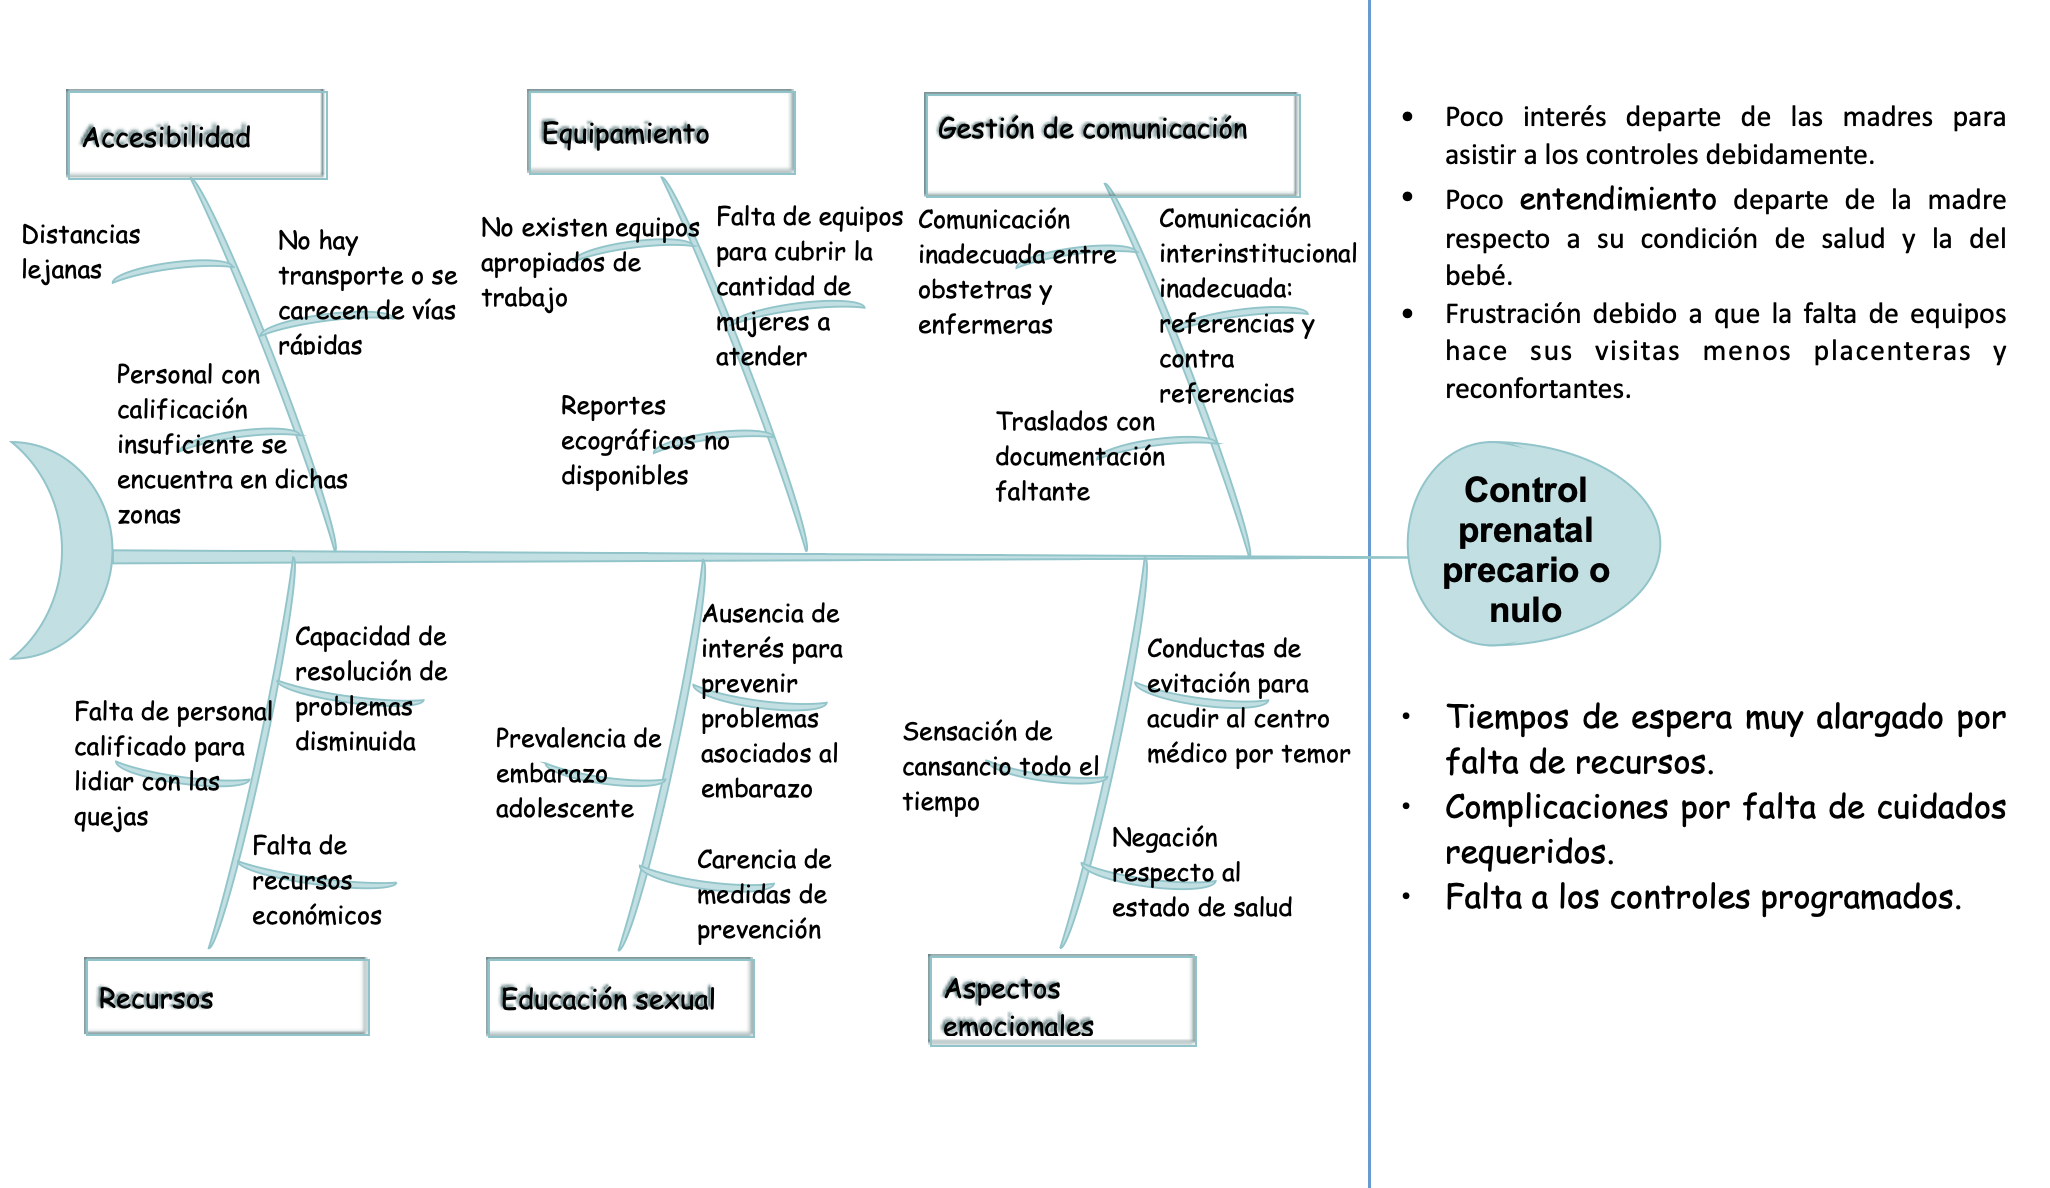 Accesibilidad
Distancias
lejanas
No hay
transporte o se
carecen de vías
rápidas
Personal con
calificación
insuficiente se
encuentra en dichas
zonas
Equipamiento
No existen equipos
apropiados de
trabajo
Falta de equipos
para cubrir la
cantidad de
mujeres a
atender
Reportes
ecográficos no
disponibles
Gestión de comunicación
Comunicación
inadecuada entre
obstetras y
enfermeras
Comunicación
interinstitucional
inadecuada:
referencias y
contra
referencias
Traslados con
documentación
faltante
• Poco interés departe de las madres para
asistir a los controles debidamente.
• Poco entendimiento departe de la madre
respecto a su condición de salud y la del
bebé.
• Frustración debido a que la falta de equipos
hace sus visitas menos placenteras y
reconfortantes.
Control
prenatal
precario o
nulo
Capacidad de
resolución de
problemas
disminuida
Falta de personal
calificado para
lidiar con las
quejas
Falta de
recursos
económicos
Recursos
Ausencia de
interés para
prevenir
problemas
asociados al
embarazo
Prevalencia de
embarazo
adolescente
Carencia de
medidas de
prevención
Educación sexual
Conductas de
evitación para
acudir al centro
médico por temor
Sensación de
cansancio todo el
tiempo
Negación
respecto al
estado de salud
Aspectos
emocionales
• Tiempos de espera muy alargado por
falta de recursos.
• Complicaciones por falta de cuidados
requeridos.
• Falta a los controles programados.